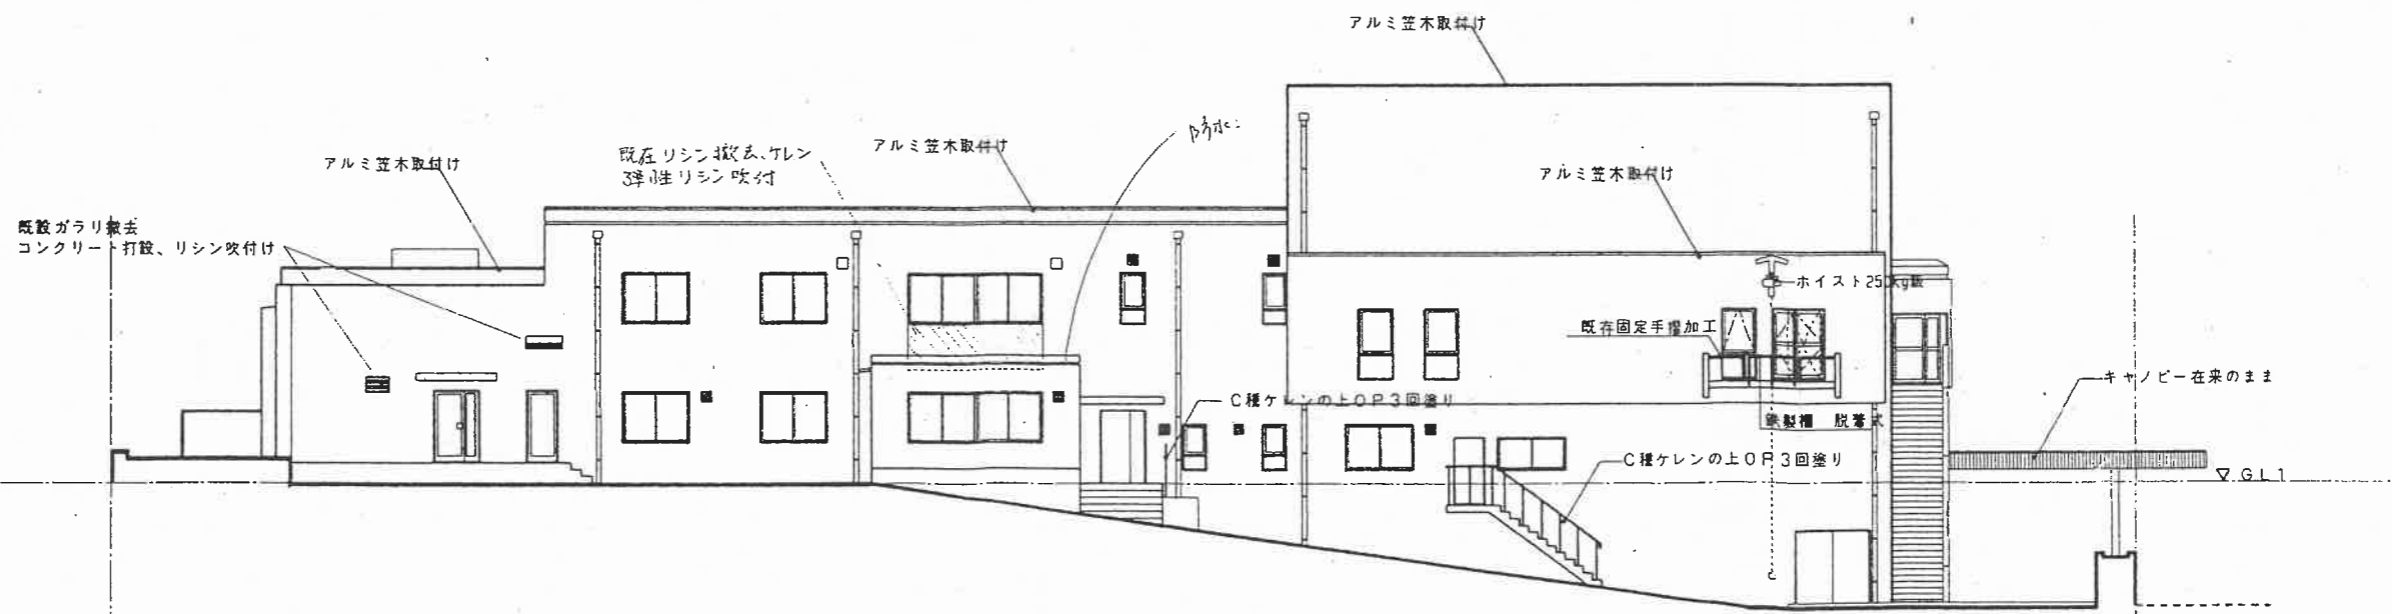 アルミ笠木取付け
防水
アルミ笠木取付け
既在リシン撤去、ケレン
弾性リシン吹付
アルミ笠木取付け
アルミ笠木取付け
既設ガラリ撤去
コンクリート打設、リシン吹付け
ホイスト25
既存固定手摺加工
キャノピー在来のまま
C種ケレンの上OP3回塗り
鉄製柵 脱着式
C種ケレンの上OP3回塗り
▽GL1